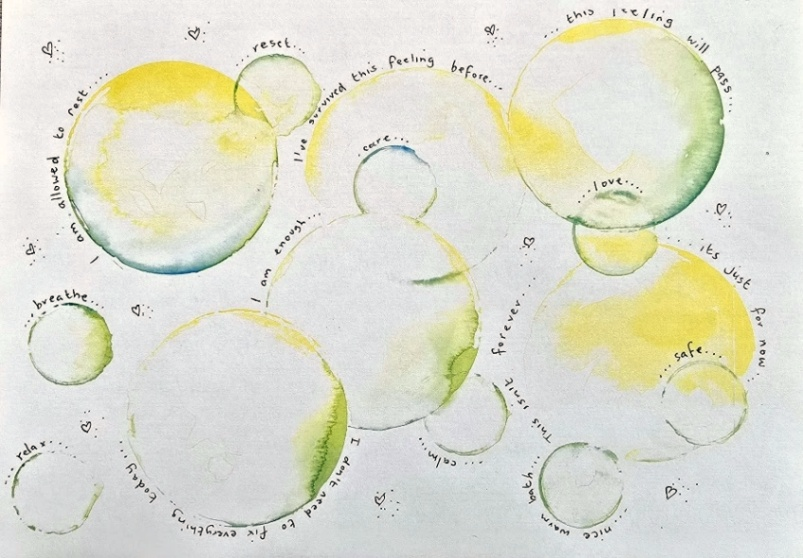 this feeling will pass...
reset...
I've survived this feeling before...
I am allowed to rest...
care...
love...
I am enough...
its just for now
breathe...
This isn't forever...
safe...
I don't need to fix everything today...
calm...
relax...
nice warm bath...